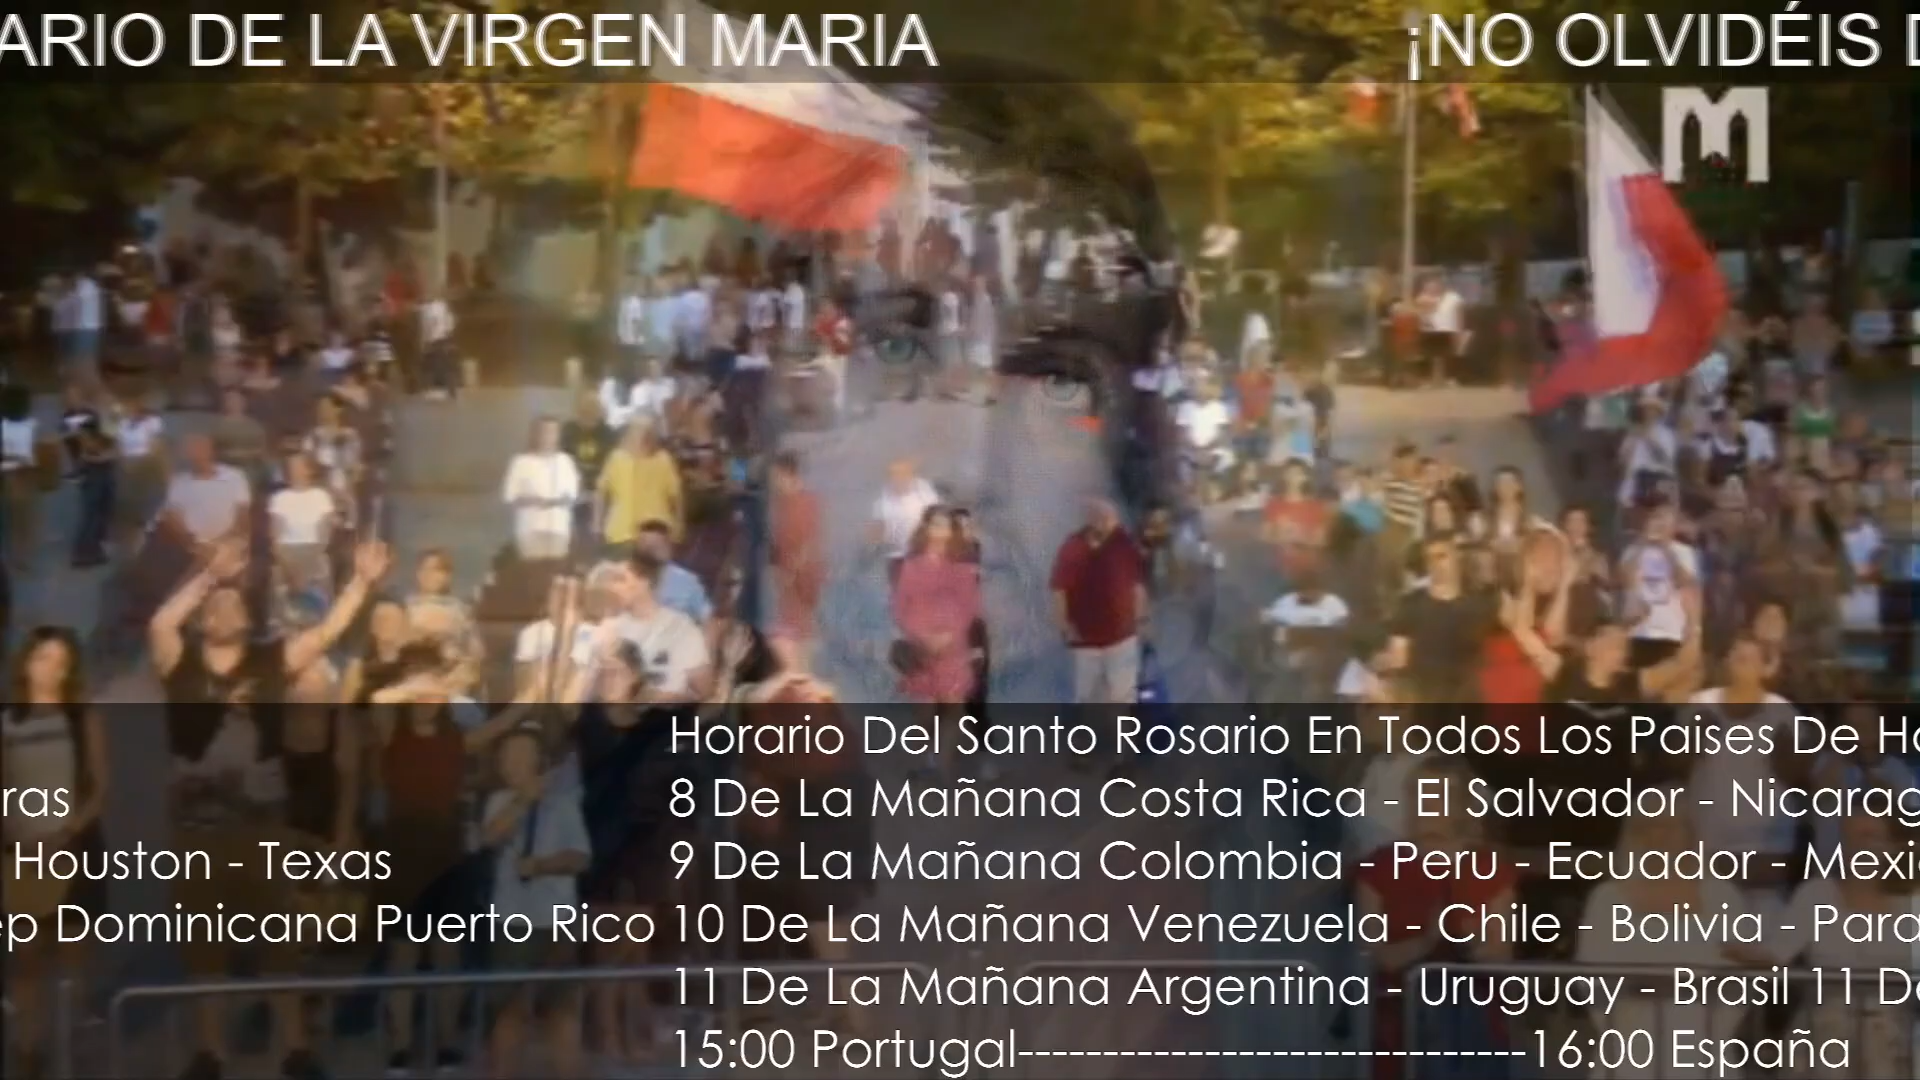 ARIO DE LA VIRGEN MARIA
¡NO OLVIDÉIS
M
Horario Del Santo Rosario En Todos Los Paises De
ras
8 De La Mañana Costa Rica - El Salvador - Nicarag
Houston - Texas
9 De La Mañana Colombia - Peru - Ecuador - Mexi
ep Dominicana Puerto Rico 10 De La Mañana Venezuela - Chile - Bolivia - Para
11 De La Mañana Argentina - Uruguay - Brasil 11 De
15:00 Portugal-----------------------------16:00 España